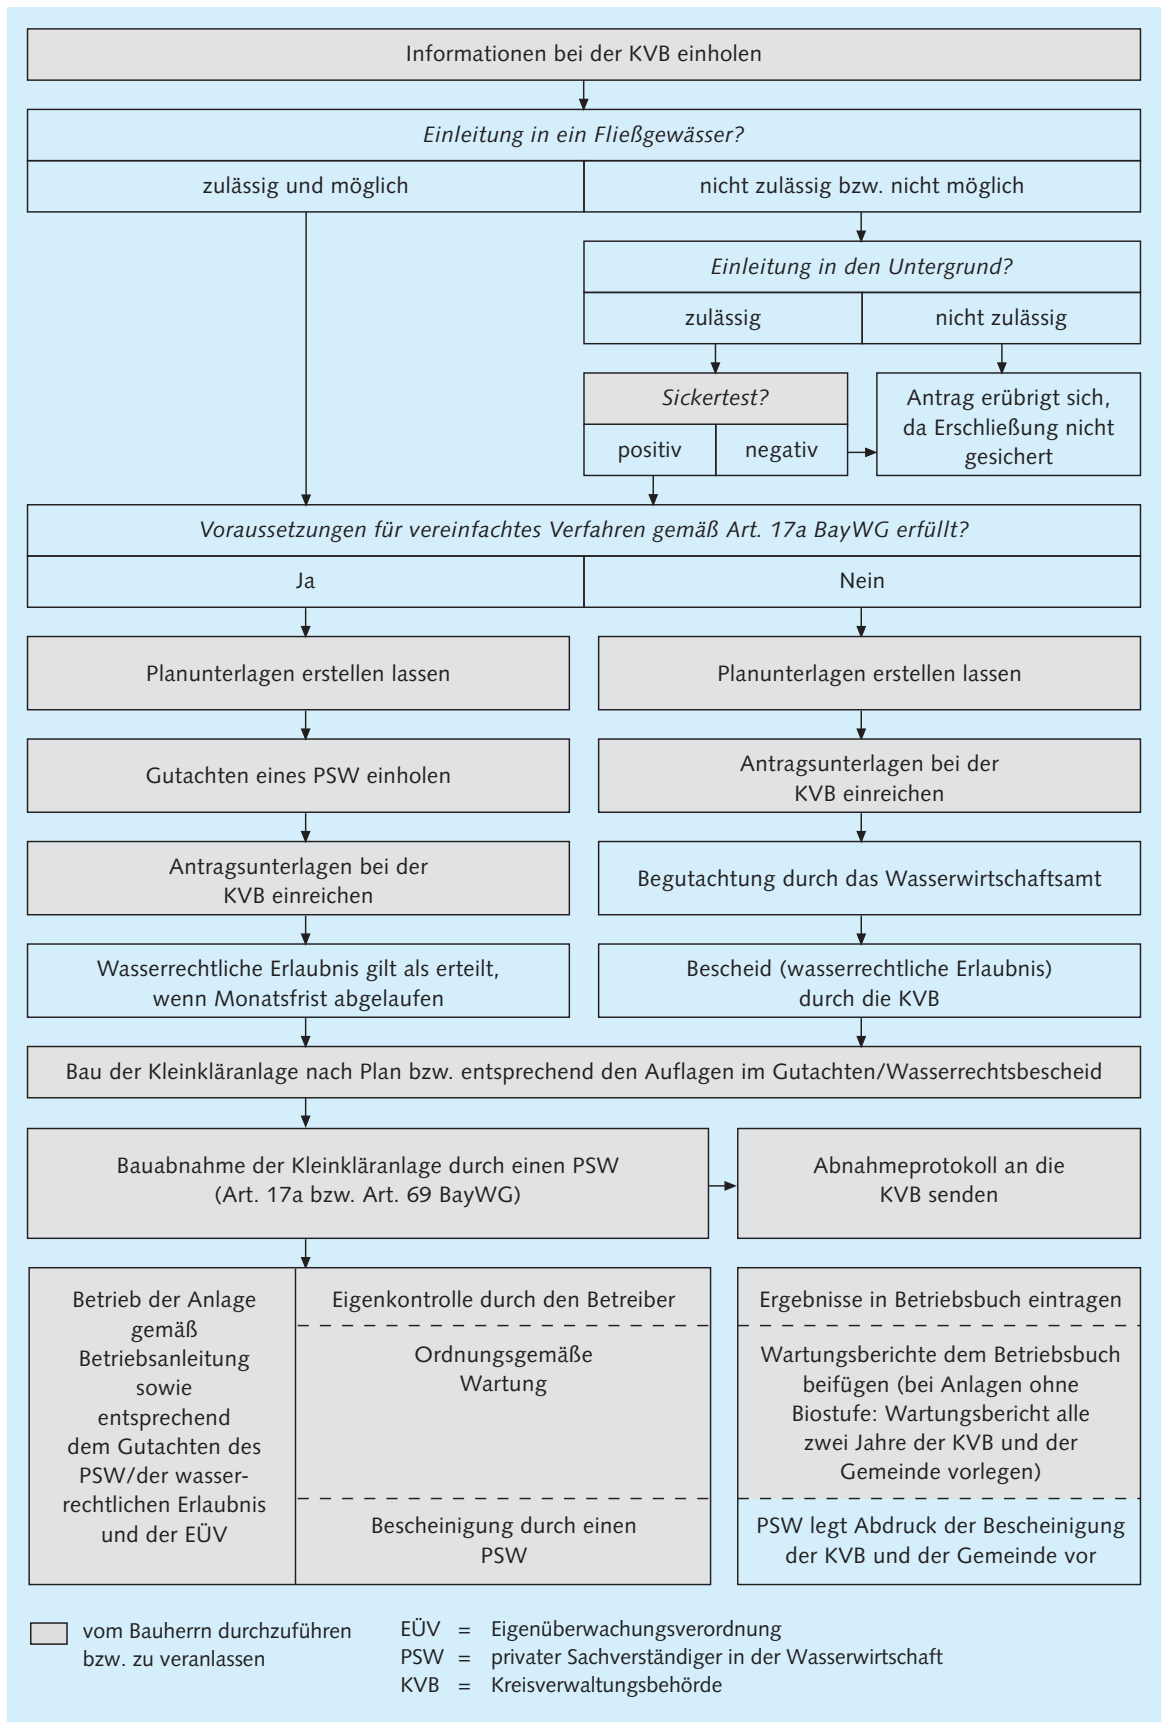 Informationen bei der KVB einholen
Einleitung in ein Fließgewässer?
zulässig und möglich
nicht zulässig bzw. nicht möglich
Einleitung in den Untergrund?
zulässig
nicht zulässig
Sickertest?
positiv
negativ
Antrag erübrigt sich,
da Erschließung nicht
gesichert
Voraussetzungen für vereinfachtes Verfahren gemäß Art. 17a BayWG erfüllt?
Ja
Nein
Planunterlagen erstellen lassen
Gutachten eines PSW einholen
Antragsunterlagen bei der
KVB einreichen
Wasserrechtliche Erlaubnis gilt als erteilt,
wenn Monatsfrist abgelaufen
Planunterlagen erstellen lassen
Antragsunterlagen bei der
KVB einreichen
Begutachtung durch das Wasserwirtschaftsamt
Bescheid (wasserrechtliche Erlaubnis)
durch die KVB
Bau der Kleinkläranlage nach Plan bzw. entsprechend den Auflagen im Gutachten/Wasserrechtsbescheid
Bauabnahme der Kleinkläranlage durch einen PSW
(Art. 17a bzw. Art. 69 BayWG)
Abnahmeprotokoll an die
KVB senden
Betrieb der Anlage
gemäß
Betriebsanleitung
sowie
entsprechend
dem Gutachten des
PSW/der wasser-
rechtlichen Erlaubnis
und der EÜV
Eigenkontrolle durch den Betreiber
Ordnungsgemäße
Wartung
Bescheinigung durch einen
PSW
Ergebnisse in Betriebsbuch eintragen
Wartungsberichte dem Betriebsbuch
beifügen (bei Anlagen ohne
Biostufe: Wartungsbericht alle
zwei Jahre der KVB und der
Gemeinde vorlegen)
PSW legt Abdruck der Bescheinigung
der KVB und der Gemeinde vor
vom Bauherrn durchzuführen
bzw. zu veranlassen
EÜV = Eigenüberwachungsverordnung
PSW = privater Sachverständiger in der Wasserwirtschaft
KVB = Kreisverwaltungsbehörde